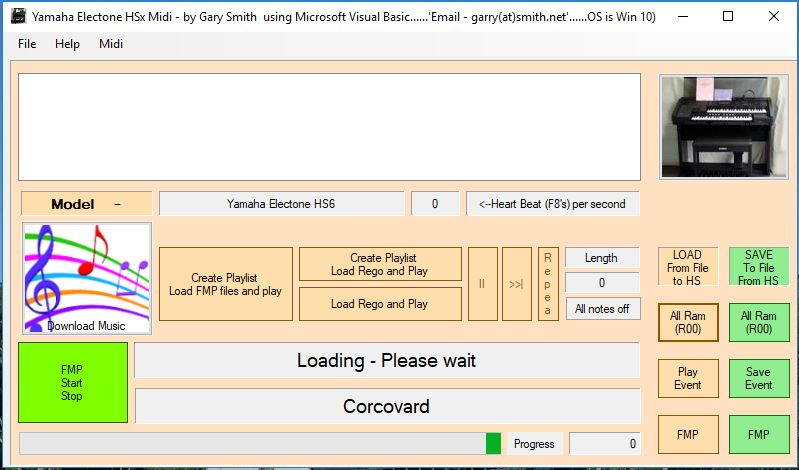 Yamaha Electone HSx Midi - by Gary Smith  using Microsoft Visual Basic......'Email - garry(at)smith.net'......OS is Win 10)
File Help Midi
Model -
Yamaha Electone HS6
0
<--Heart Beat (F8's) per second
Download Music
Create Playlist
Load FMP files and play
Create Playlist
Load Rego and Play
Load Rego and Play
II
>>|
R
e
p
e
a
Length
0
All notes off
LOAD
From File
to HS
SAVE
To File
From HS
All Ram
(R00)
All Ram
(R00)
FMP
Start
Stop
Loading - Please wait
Corcovard
Play
Event
Save
Event
Progress
0
FMP
FMP